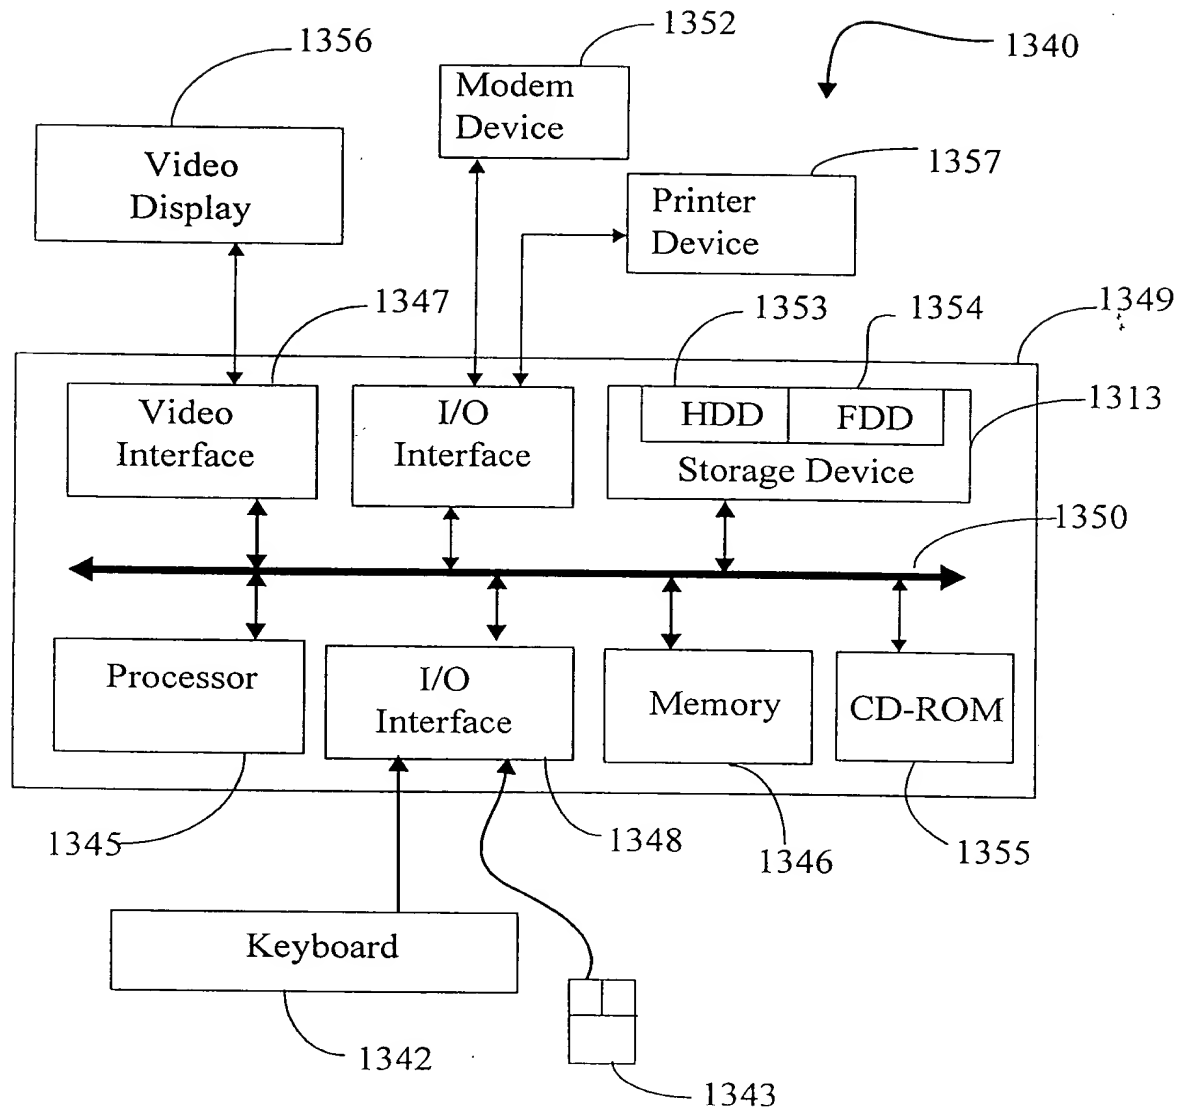 1356
1352
1340
Modem
Device
Video
Display
1357
Printer
Device
1347
1353
1354
1349
Video
Interface
I/O
Interface
HDD
FDD
Storage Device
1313
1350
Processor
I/O
Interface
Memory
CD-ROM
1345
1348
1346
1355
Keyboard
1342
1343